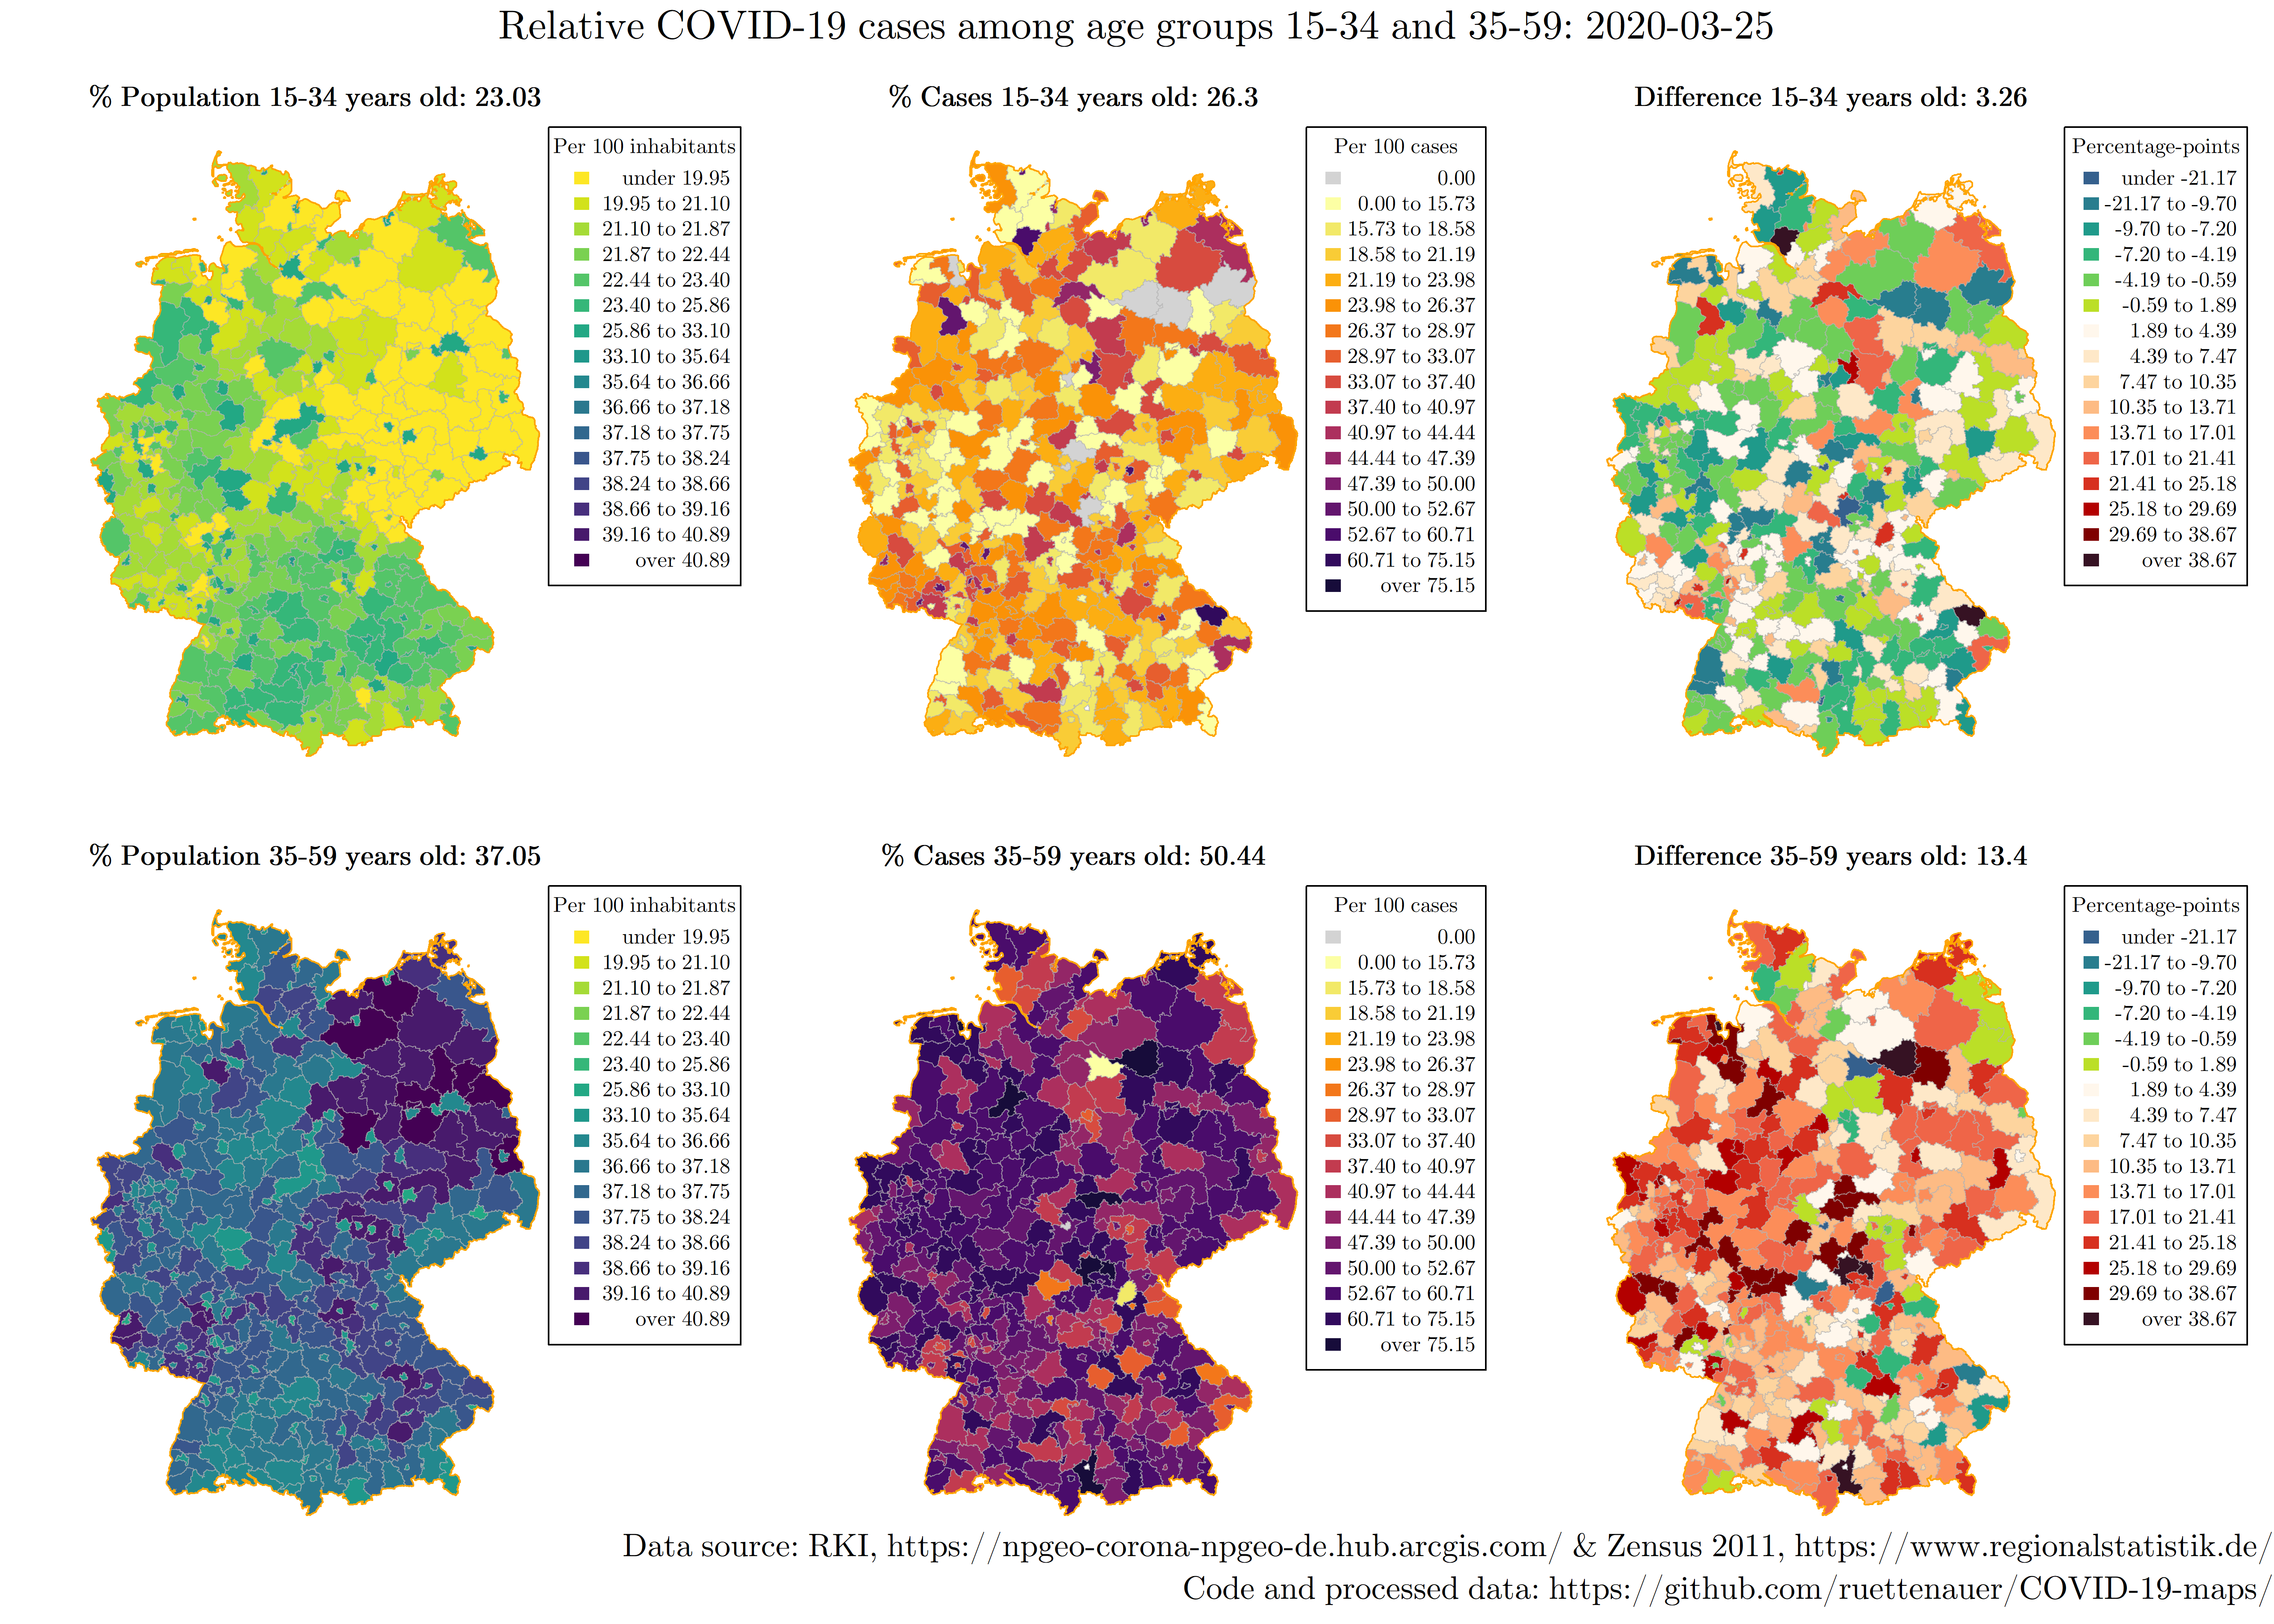 Relative COVID-19 cases among age groups 15-34 and 35-59: 2020-03-25
% Population 15-34 years old: 23.03
Per 100 inhabitants
under 19.95
19.95 to 21.10
21.10 to 21.87
21.87 to 22.44
22.44 to 23.40
23.40 to 25.86
25.86 to 33.10
33.10 to 35.64
35.64 to 36.66
36.66 to 37.18
37.18 to 37.75
37.75 to 38.24
38.24 to 38.66
38.66 to 39.16
39.16 to 40.89
over 40.89
% Cases 15-34 years old: 26.3
Per 100 cases
0.00
0.00 to 15.73
15.73 to 18.58
18.58 to 21.19
21.19 to 23.98
23.98 to 26.37
26.37 to 28.97
28.97 to 33.07
33.07 to 37.40
37.40 to 40.97
40.97 to 44.44
44.44 to 47.39
47.39 to 50.00
50.00 to 52.67
52.67 to 60.71
60.71 to 75.15
over 75.15
Difference 15-34 years old: 3.26
Percentage-points
under -21.17
-21.17 to -9.70
-9.70 to -7.20
-7.20 to -4.19
-4.19 to -0.59
-0.59 to 1.89
1.89 to 4.39
4.39 to 7.47
7.47 to 10.35
10.35 to 13.71
13.71 to 17.01
17.01 to 21.41
21.41 to 25.18
25.18 to 29.69
29.69 to 38.67
over 38.67
% Population 35-59 years old: 37.05
Per 100 inhabitants
under 19.95
19.95 to 21.10
21.10 to 21.87
21.87 to 22.44
22.44 to 23.40
23.40 to 25.86
25.86 to 33.10
33.10 to 35.64
35.64 to 36.66
36.66 to 37.18
37.18 to 37.75
37.75 to 38.24
38.24 to 38.66
38.66 to 39.16
39.16 to 40.89
over 40.89
% Cases 35-59 years old: 50.44
Per 100 cases
0.00
0.00 to 15.73
15.73 to 18.58
18.58 to 21.19
21.19 to 23.98
23.98 to 26.37
26.37 to 28.97
28.97 to 33.07
33.07 to 37.40
37.40 to 40.97
40.97 to 44.44
44.44 to 47.39
47.39 to 50.00
50.00 to 52.67
52.67 to 60.71
60.71 to 75.15
over 75.15
Difference 35-59 years old: 13.4
Percentage-points
under -21.17
-21.17 to -9.70
-9.70 to -7.20
-7.20 to -4.19
-4.19 to -0.59
-0.59 to 1.89
1.89 to 4.39
4.39 to 7.47
7.47 to 10.35
10.35 to 13.71
13.71 to 17.01
17.01 to 21.41
21.41 to 25.18
25.18 to 29.69
29.69 to 38.67
over 38.67
Data source: RKI, https://npgeo-corona-npgeo-de.hub.arcgis.com/ & Zensus 2011, https://www.regionalstatistik.de/
Code and processed data: https://github.com/ruettenauer/COVID-19-maps/